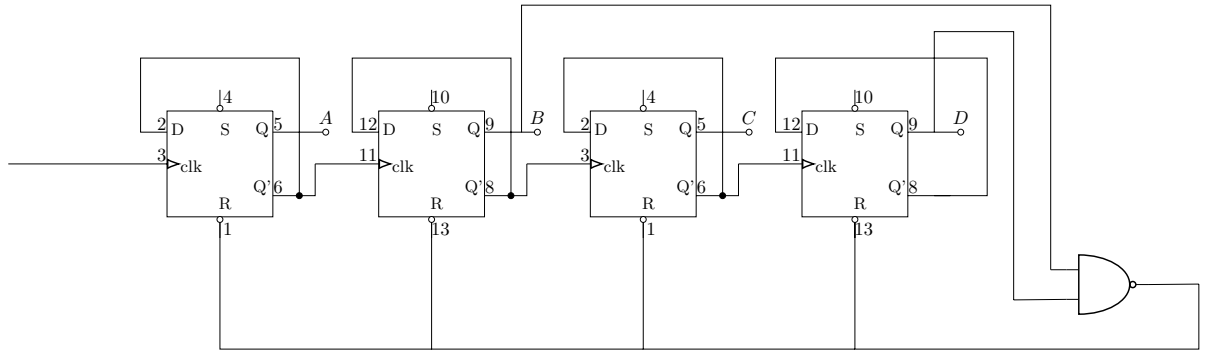 4 10 4 10
A B C D
2 D S Q 5 12 D S Q 9 2 D S Q 5 12 D S Q 9
3 clk 11 clk 3 clk 11 clk
Q' 6 Q' 8 Q' 6 Q' 8
R R R R
1 13 1 13